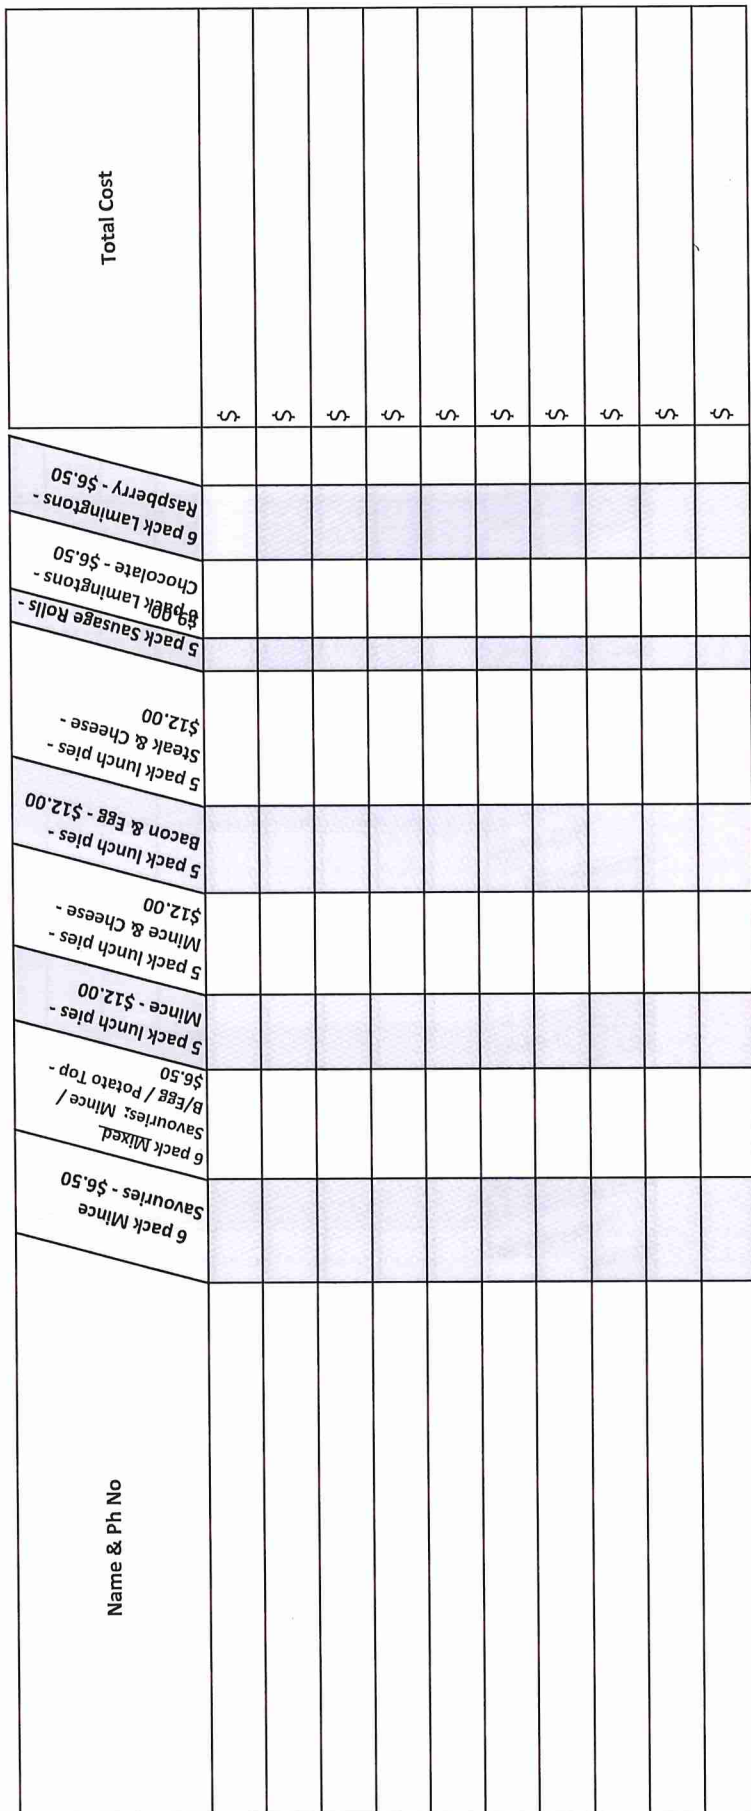 Name & Ph No
6 pack Mince
Savouries - $6.50
6 pack Mixed
Savouries: Mince /
B/Egg / Potato Top -
$6.50
5 pack lunch pies -
Mince - $12.00
5 pack lunch pies -
Mince & Cheese -
$12.00
5 pack lunch pies -
Bacon & Egg - $12.00
5 pack lunch pies -
Steak & Cheese -
$12.00
5 pack Sausage Rolls -
$9.00
6 pack Lamingtons -
Chocolate - $6.50
6 pack Lamingtons -
Raspberry - $6.50
Total Cost
$
$
$
$
$
$
$
$
$
$